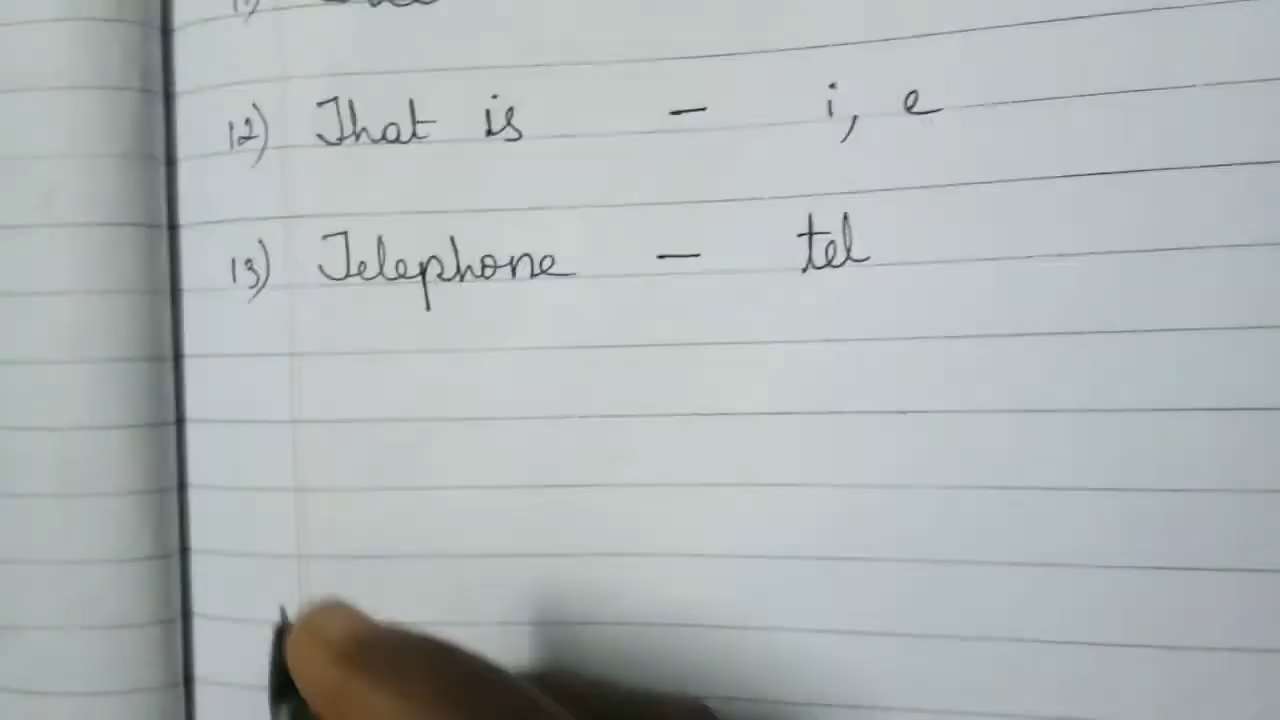 12) That is - i, e
13) Telephone - tel